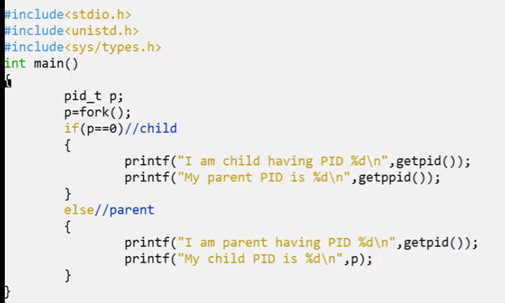 #include<stdio.h>
#include<unistd.h>
#include<sys/types.h>
int main()
{
pid_t p;
p=fork();
if(p==0)//child
{
printf("I am child having PID %d\n",getpid());
printf("My parent PID is %d\n",getppid());
}
else//parent
{
printf("I am parent having PID %d\n",getpid());
printf("My child PID is %d\n",p);
}
}